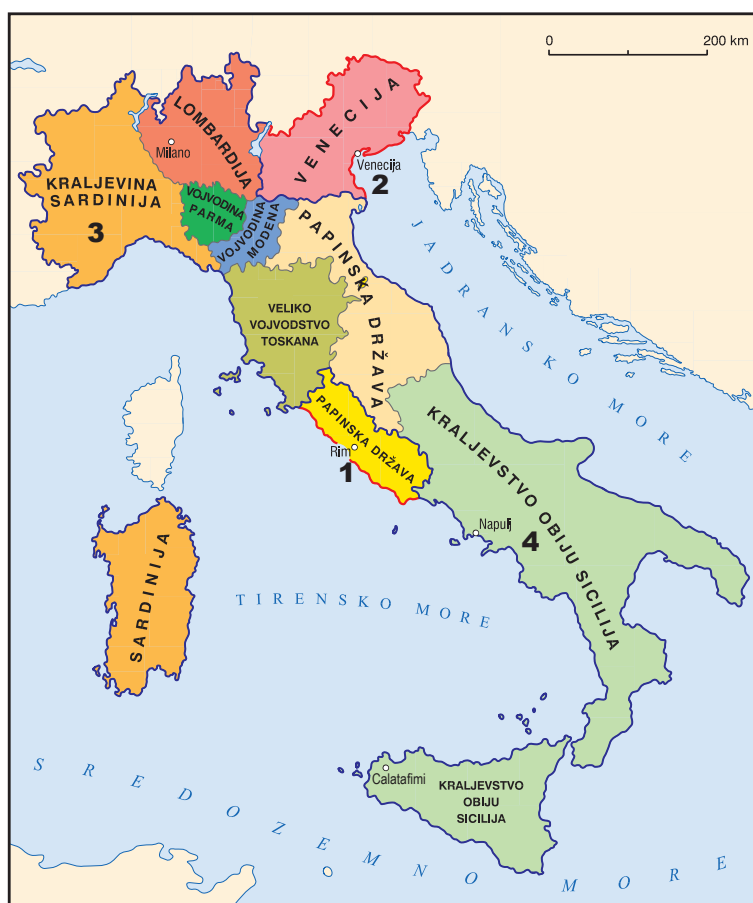 0 200 km
LOMBARDIJA
Milano
VENECIJA
Venecija
2
KRALJEVINA
SARDINIJA
3
VOJVODINA
PARMA
VOJVODINA
MODENA
PAPINSKA DRŽAVA
JADRANSKO MORE
VELIKO
VOJVODSTVO
TOSKANA
PAPINSKA DRŽAVA
Rim
1
KRALJEVSTVO OBIJU SICILIJA
Napulj
4
SARDINIJA
TIRENSKO MORE
Calatafimi
KRALJEVSTVO
OBIJU
SICILIJA
SREDOZEMNO MORE